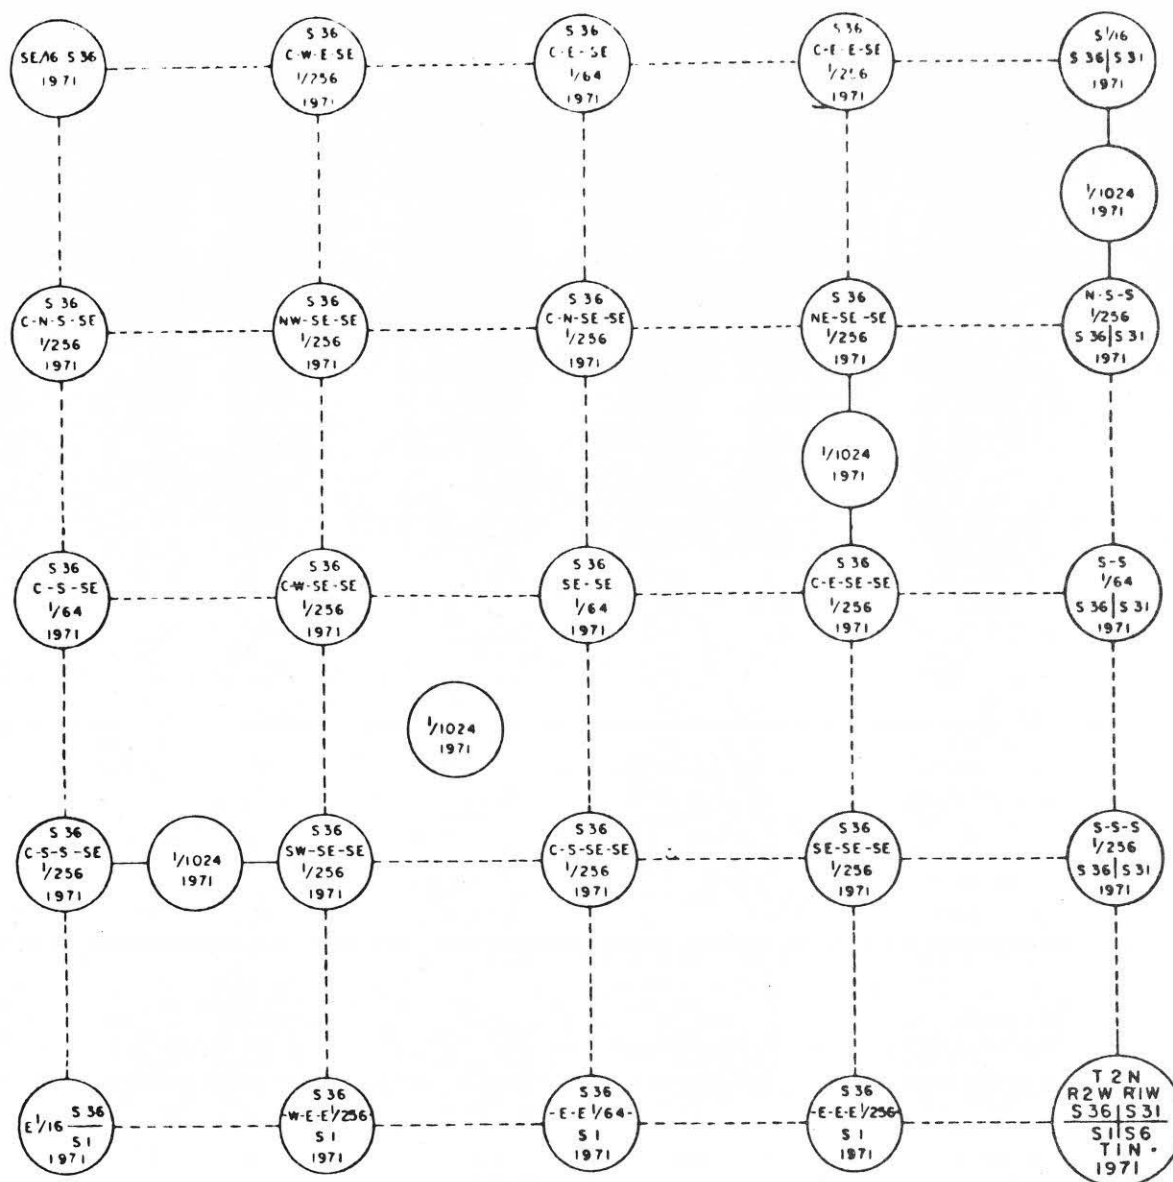 SE/16 S 36
1971
S 36
C-W-E-SE
1/256
1971
S 36
C-E-SE
1/64
1971
S 36
C-E-E-SE
1/256
1971
S 1/16
S 36|S 31
1971
1/1024
1971
S 36
C-N-S-SE
1/256
1971
S 36
NW-SE-SE
1/256
1971
S 36
C-N-SE-SE
1/256
1971
S 36
NE-SE-SE
1/256
1971
N-S-S
1/256
S 36|S 31
1971
1/1024
1971
S 36
C-S-SE
1/64
1971
S 36
C-W-SE-SE
1/256
1971
S 36
SE-SE
1/64
1971
S 36
C-E-SE-SE
1/256
1971
S-S
1/64
S 36|S 31
1971
1/1024
1971
S 36
C-S-S-SE
1/256
1971
1/1024
1971
S 36
SW-SE-SE
1/256
1971
S 36
C-S-SE-SE
1/256
1971
S 36
SE-SE-SE
1/256
1971
S-S-S
1/256
S 36|S 31
1971
E 1/16 S 36
S 1
1971
S 36
-W-E-E 1/256-
S 1
1971
S 36
-E-E 1/64-
S 1
1971
S 36
-E-E-E 1/256-
S 1
1971
T 2 N
R 2 W R 1 W
S 36|S 31
S 1|S 6
T 1 N
1971